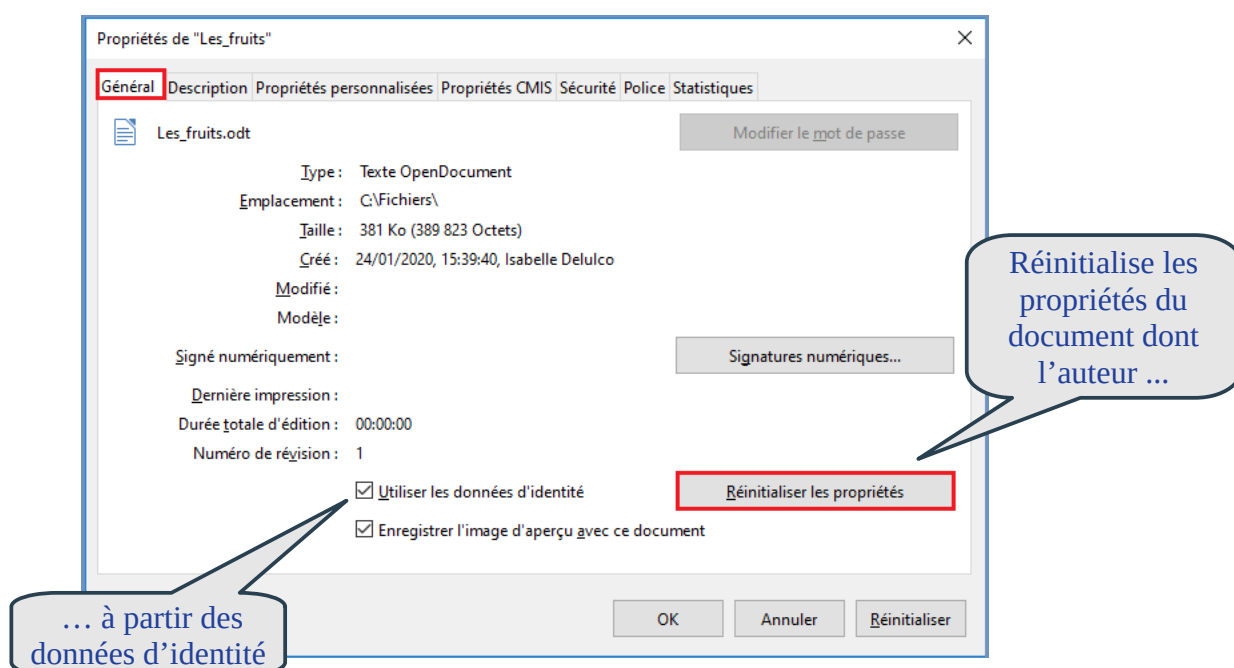 Propriétés de "Les_fruits"
Général Description Propriétés personnalisées Propriétés CMIS Sécurité Police Statistiques
Les_fruits.odt
Modifier le mot de passe
Type : Texte OpenDocument
Emplacement : C:\Fichiers\
Taille : 381 Ko (389 823 Octets)
Créé : 24/01/2020, 15:39:40, Isabelle Delulco
Modifié :
Modèle :
Signé numériquement :
Signatures numériques...
Dernière impression :
Durée totale d'édition : 00:00:00
Numéro de révision : 1
Utiliser les données d'identité
Réinitialiser les propriétés
Enregistrer l'image d'aperçu avec ce document
OK Annuler Réinitialiser
Réinitialise les
propriétés du
document dont
l’auteur ...
… à partir des
données d’identité